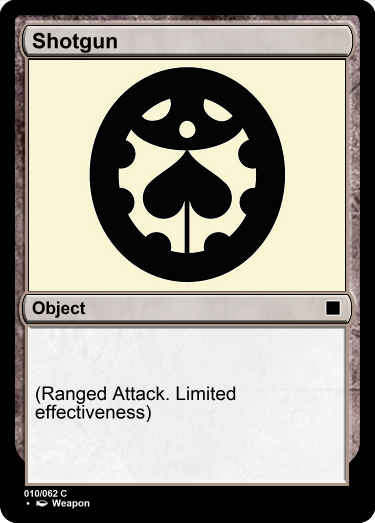 Shotgun
Object
(Ranged Attack. Limited
effectiveness)
010/062 C
• Weapon